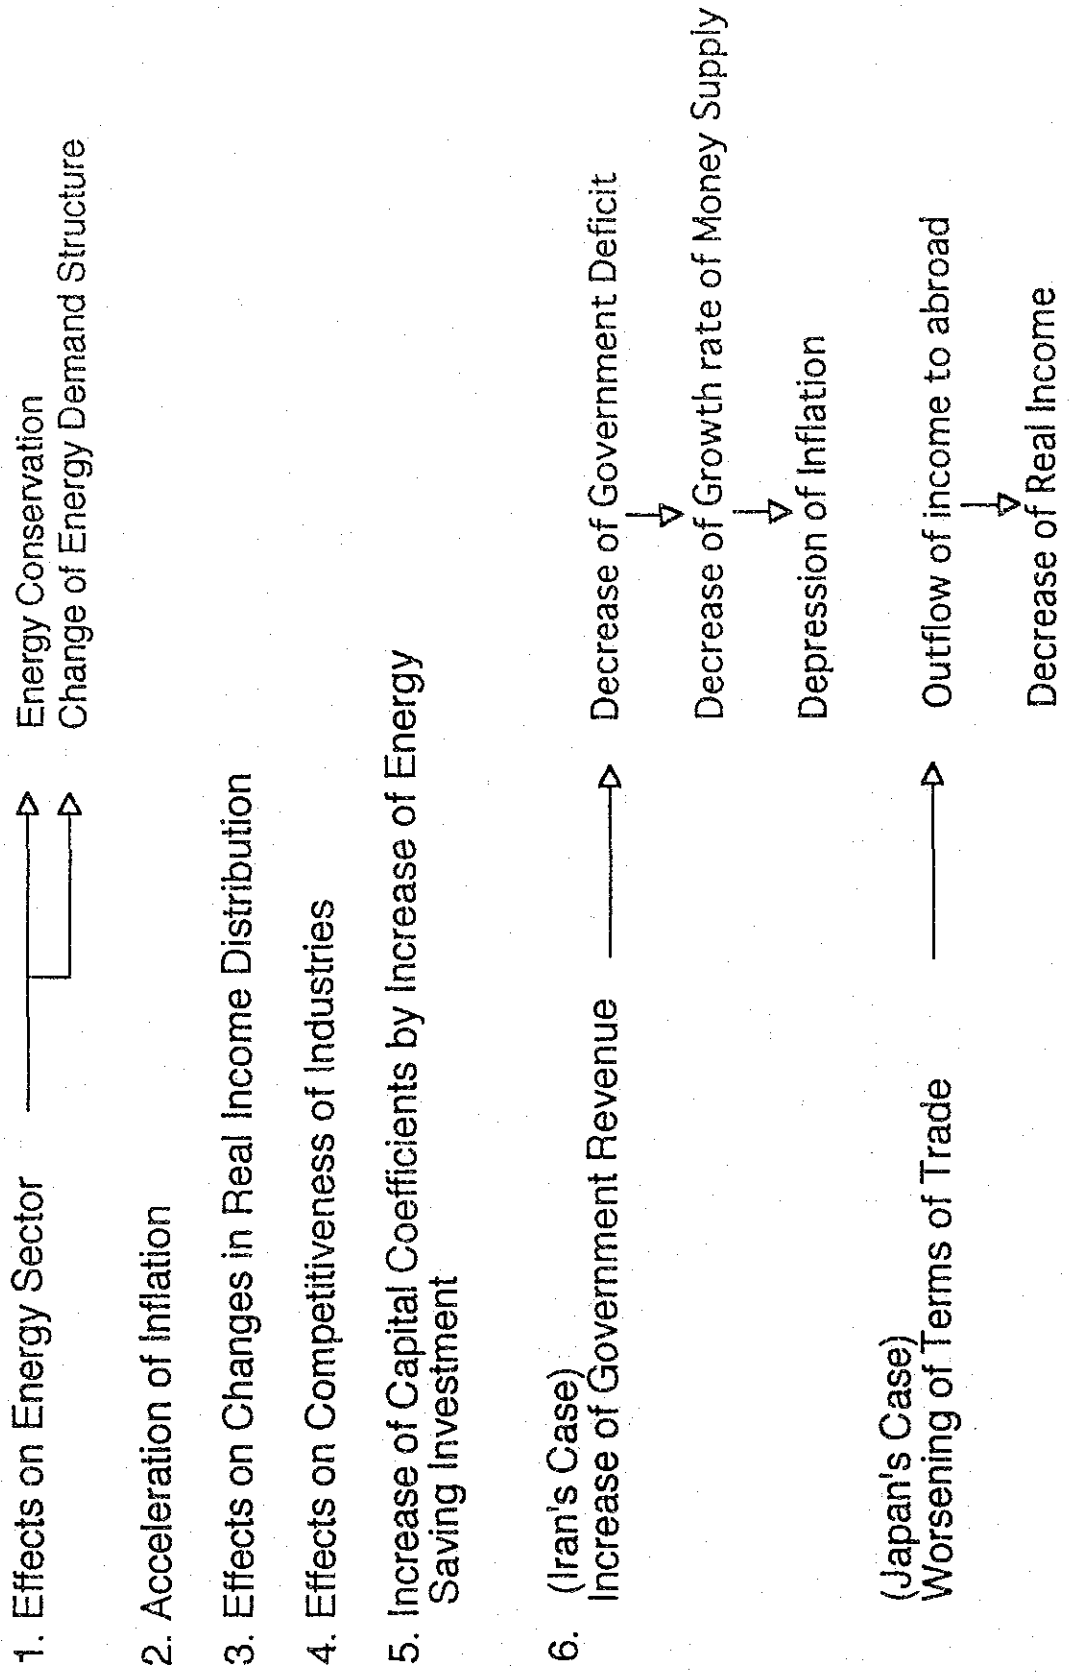 1. Effects on Energy Sector
Energy Conservation
Change of Energy Demand Structure
2. Acceleration of Inflation
3. Effects on Changes in Real Income Distribution
4. Effects on Competitiveness of Industries
5. Increase of Capital Coefficients by Increase of Energy
Saving Investment
6. (Iran's Case)
Increase of Government Revenue
Decrease of Government Deficit
Decrease of Growth rate of Money Supply
Depression of Inflation
(Japan's Case)
Worsening of Terms of Trade
Outflow of income to abroad
Decrease of Real Income